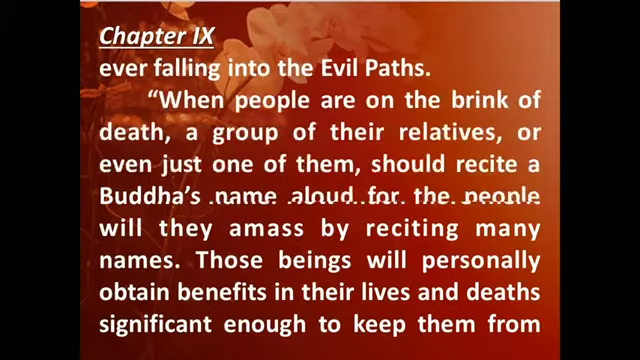 Chapter IX
ever falling into the Evil Paths.
“When people are on the brink of
death, a group of their relatives, or
even just one of them, should recite a
Buddha’s name aloud for the people
will they amass by reciting many
names. Those beings will personally
obtain benefits in their lives and deaths
significant enough to keep them from